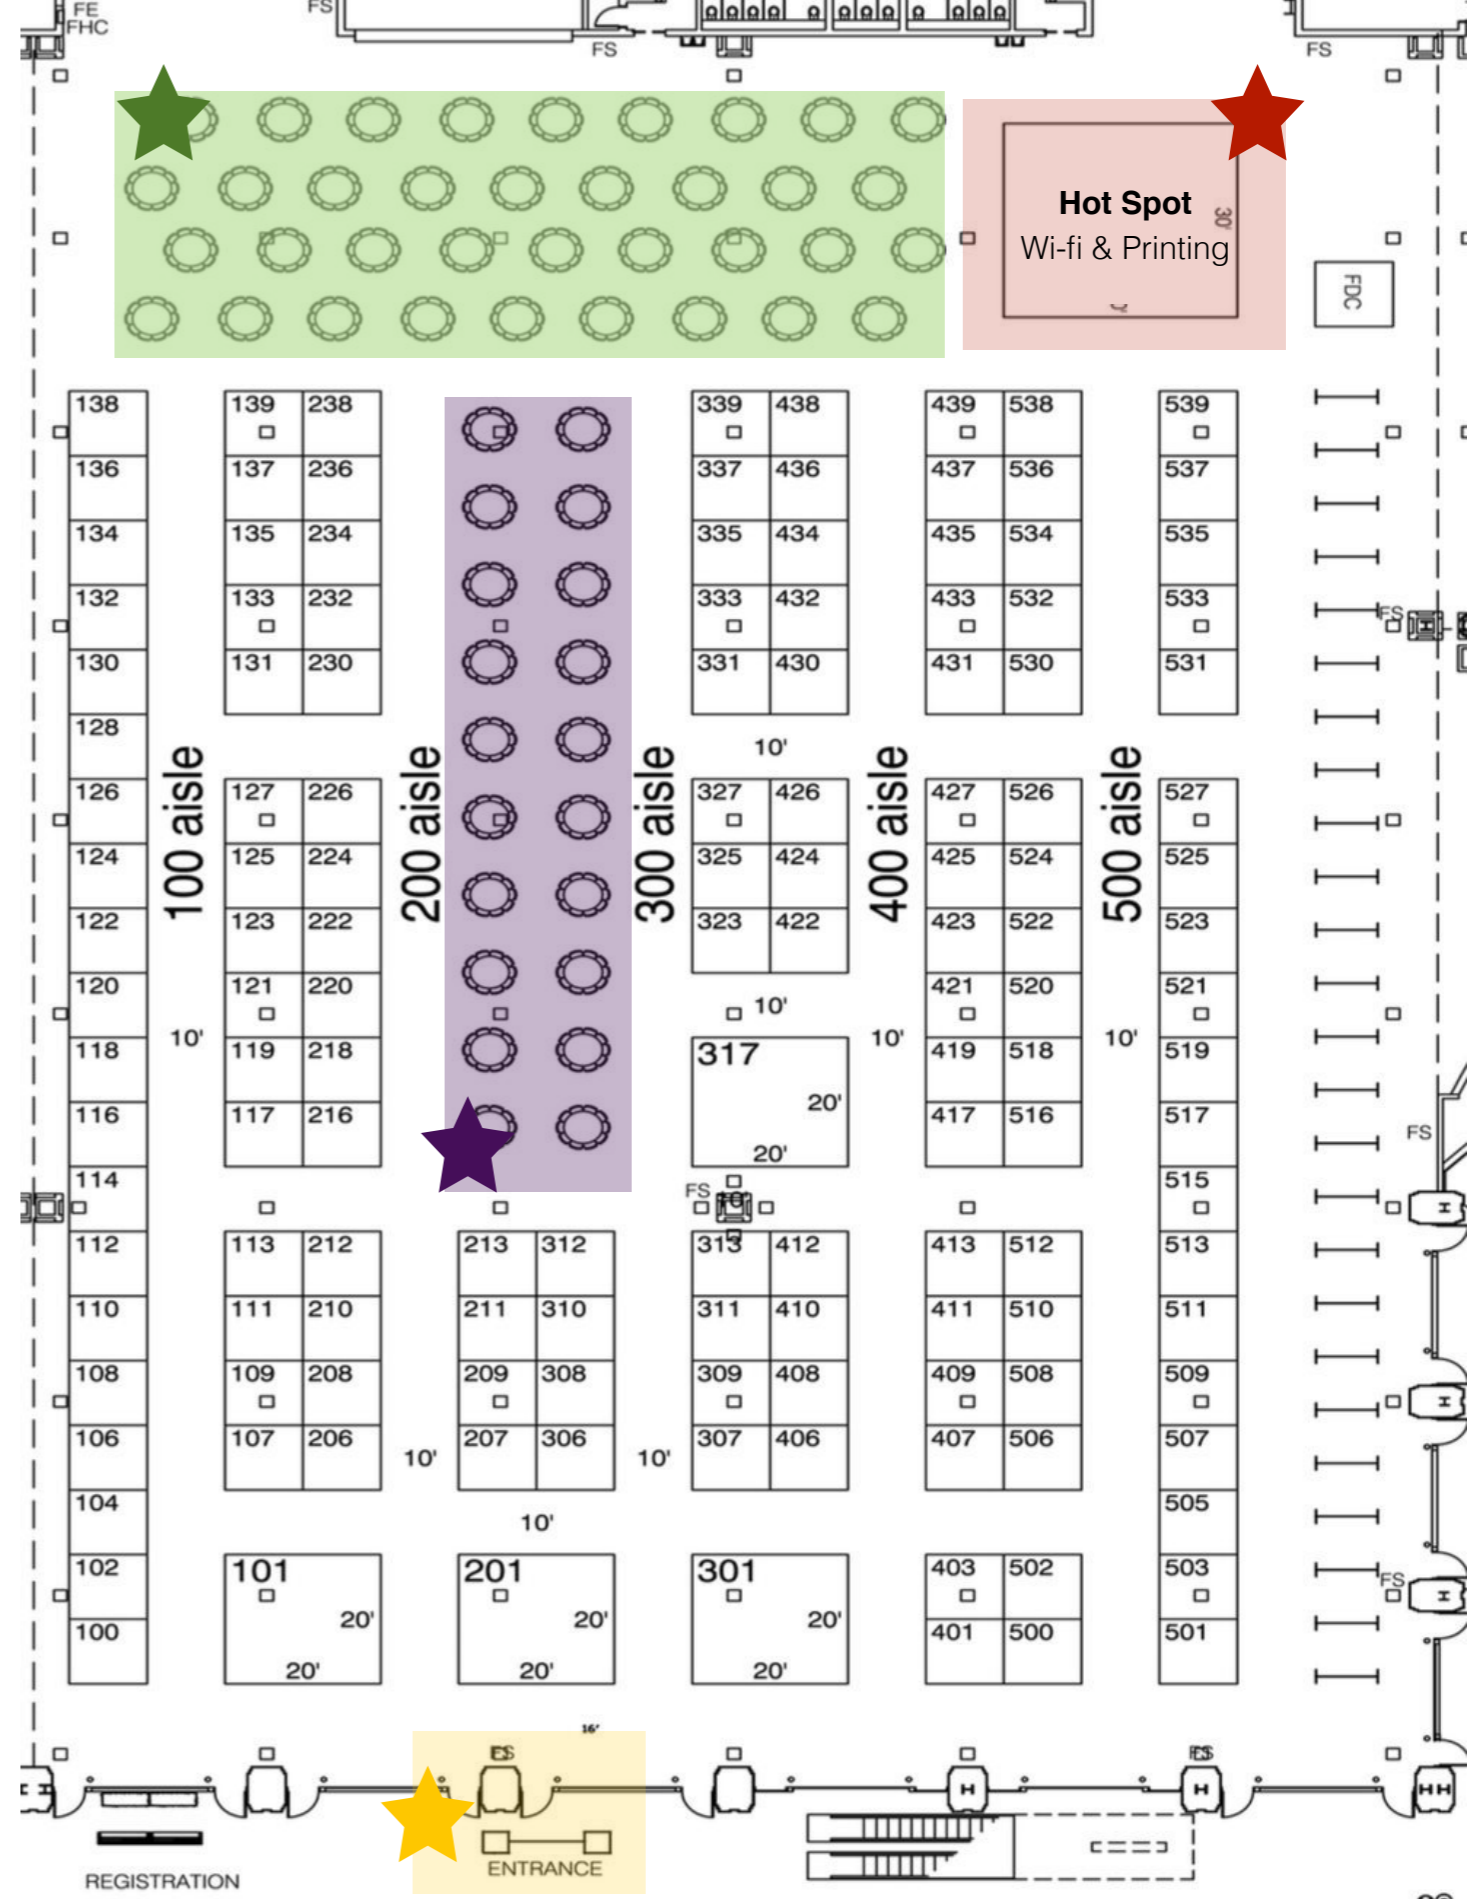 FE
FHC
FS
FS
FS
Hot Spot
30'
Wi-fi & Printing
FDC
138 139 238 339 438 439 538 539
136 137 236 337 436 437 536 537
134 135 234 335 434 435 534 535
132 133 232 333 432 433 532 533
FS
H
130 131 230 331 430 431 530 531
128
10'
100 aisle
200 aisle
300 aisle
400 aisle
500 aisle
126 127 226 327 426 427 526 527
124 125 224 325 424 425 524 525
122 123 222 323 422 423 522 523
120 121 220 421 520 521
10'
10' 10' 10'
118 119 218 317 419 518 519
20'
116 117 216 417 516 517
FS
20'
114 515
FS
10'
H
112 113 212 213 312 313 412 413 512 513
110 111 210 211 310 311 410 411 510 511
108 109 208 209 308 309 408 409 508 509
H
106 107 206 207 306 307 406 407 506 507
10' 10'
104 505
10'
102 101 201 301 403 502 503
FS
H
100 20' 20' 20' 401 500 501
20' 20' 20'
16'
FS FS
H H H H H H
REGISTRATION
ENTRANCE